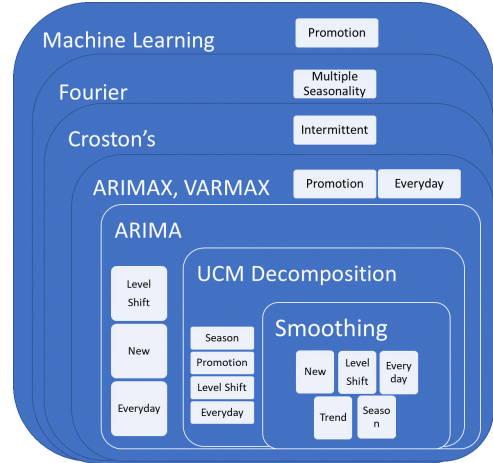 Machine Learning
Promotion
Fourier
Multiple
Seasonality
Croston's
Intermittent
ARIMAX, VARMAX
Promotion
Everyday
ARIMA
Level
Shift
New
Everyday
UCM Decomposition
Season
Promotion
Level Shift
Everyday
Smoothing
New
Level
Shift
Every
day
Trend
Seaso
n